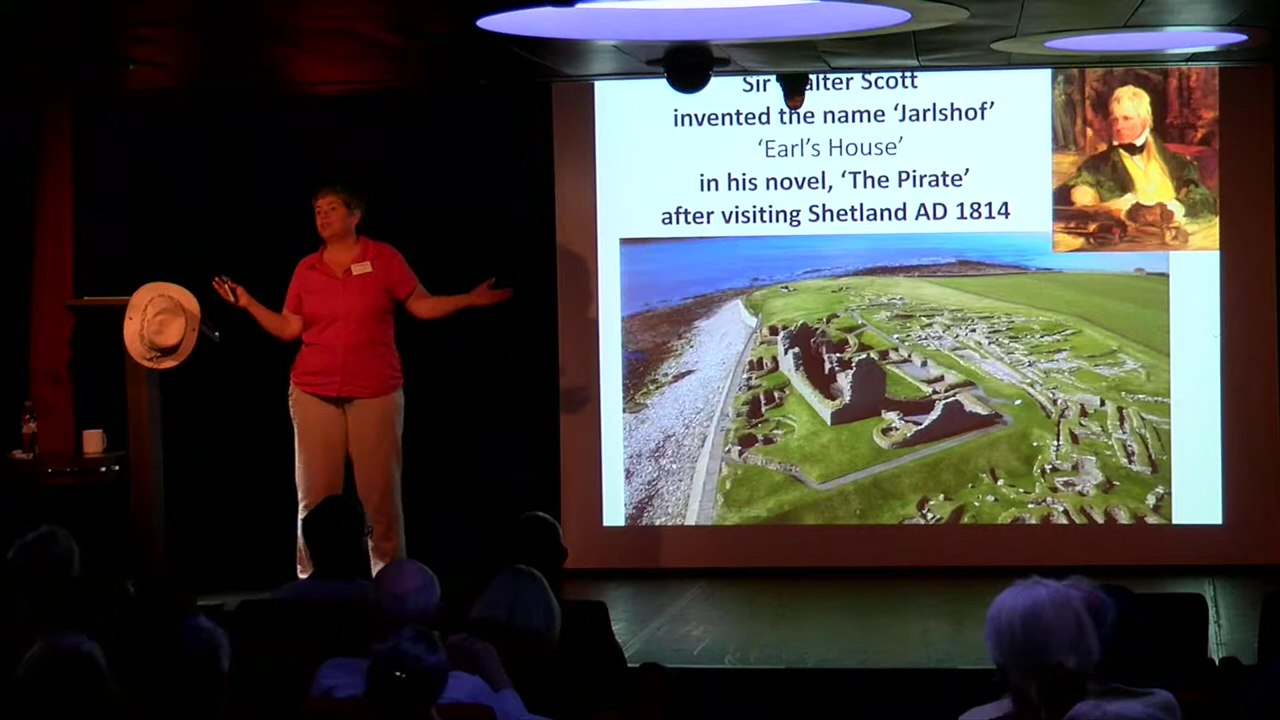 Sir Walter Scott
invented the name ‘Jarlshof’
‘Earl’s House’
in his novel, ‘The Pirate’
after visiting Shetland AD 1814